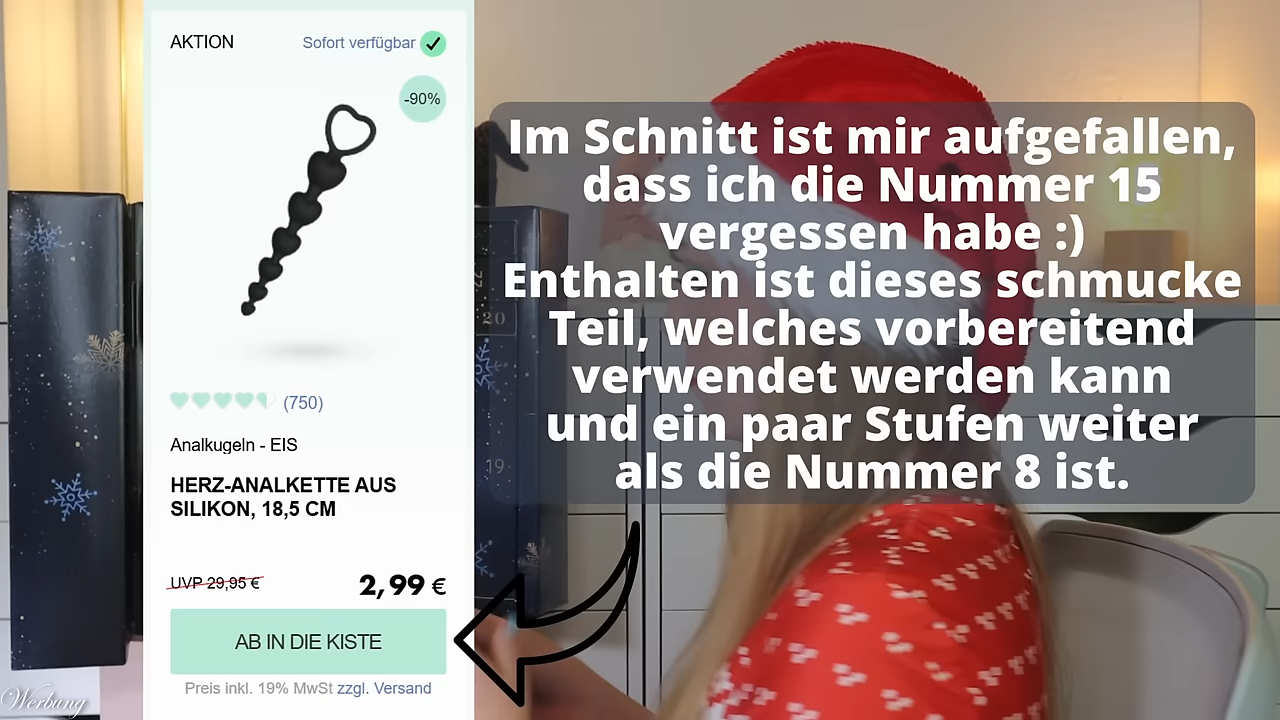 AKTION
Sofort verfügbar
-90%
(750)
Analkugeln - EIS
HERZ-ANALKETTE AUS
SILIKON, 18,5 CM
UVP 29,95 €
2,99 €
AB IN DIE KISTE
Preis inkl. 19% MwSt zzgl. Versand
Im Schnitt ist mir aufgefallen,
dass ich die Nummer 15
vergessen habe :)
Enthalten ist dieses schmucke
Teil, welches vorbereitend
verwendet werden kann
und ein paar Stufen weiter
als die Nummer 8 ist.
22
20
19
Werbung